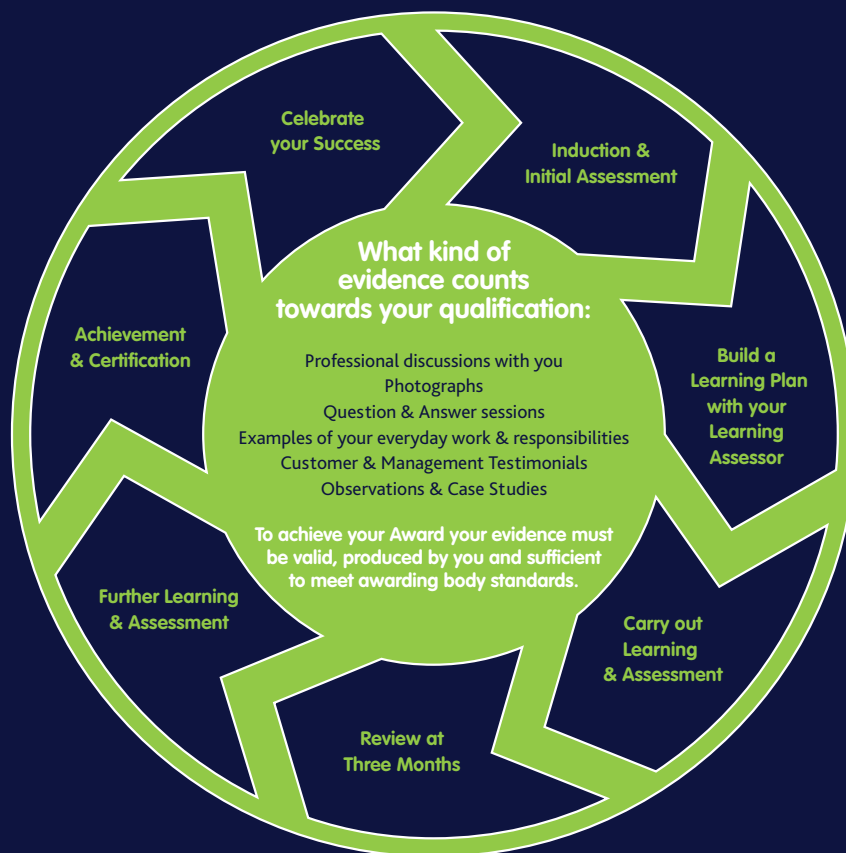 What kind of
evidence counts
towards your qualification:
Professional discussions with you
Photographs
Question & Answer sessions
Examples of your everyday work & responsibilities
Customer & Management Testimonials
Observations & Case Studies
To achieve your Award your evidence must
be valid, produced by you and sufficient
to meet awarding body standards.
Induction &
Initial Assessment
Build a
Learning Plan
with your
Learning
Assessor
Carry out
Learning
& Assessment
Review at
Three Months
Further Learning
& Assessment
Achievement
& Certification
Celebrate
your Success